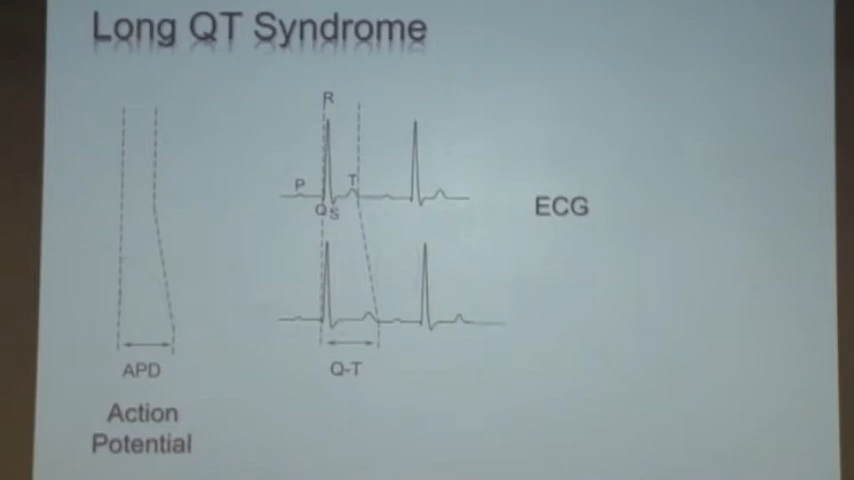 Long QT Syndrome
R
P
T
Q S
ECG
APD
Q-T
Action
Potential